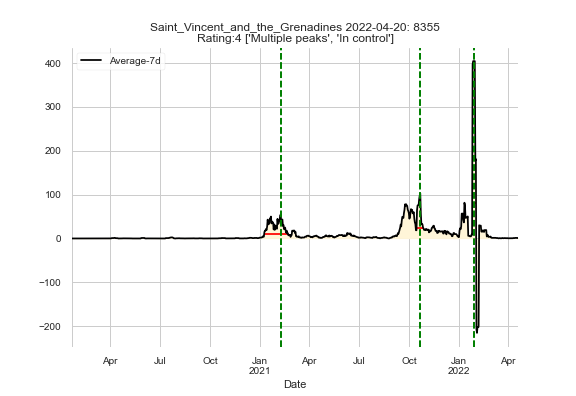 Saint_Vincent_and_the_Grenadines 2022-04-20: 8355
Rating:4 ['Multiple peaks', 'In control']
Average-7d
400
300
200
100
0
−100
−200
Apr Jul Oct Jan Apr Jul Oct Jan Apr
2021 2022
Date